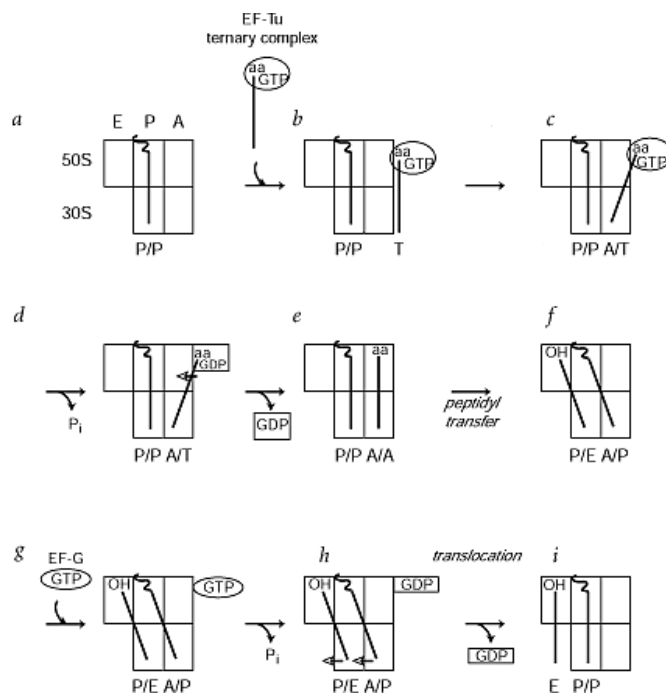 EF-Tu
ternary complex
aa
GTP
a
E P A
50S
30S
P/P
b
aa
GTP
P/P T
c
aa
GTP
P/P A/T
d
Pi
aa
GDP
P/P A/T
GDP
e
aa
P/P A/A
peptidyl
transfer
f
OH
P/E A/P
g
EF-G
GTP
OH
GTP
P/E A/P
Pi
h
OH
GDP
P/E A/P
translocation
GDP
i
OH
E P/P